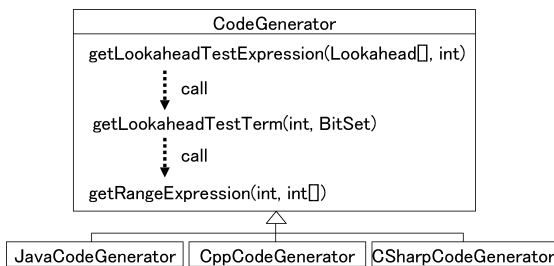 CodeGenerator
getLookaheadTestExpression(Lookahead[], int)
call
getLookaheadTestTerm(int, BitSet)
call
getRangeExpression(int, int[])
JavaCodeGenerator CppCodeGenerator CSharpCodeGenerator